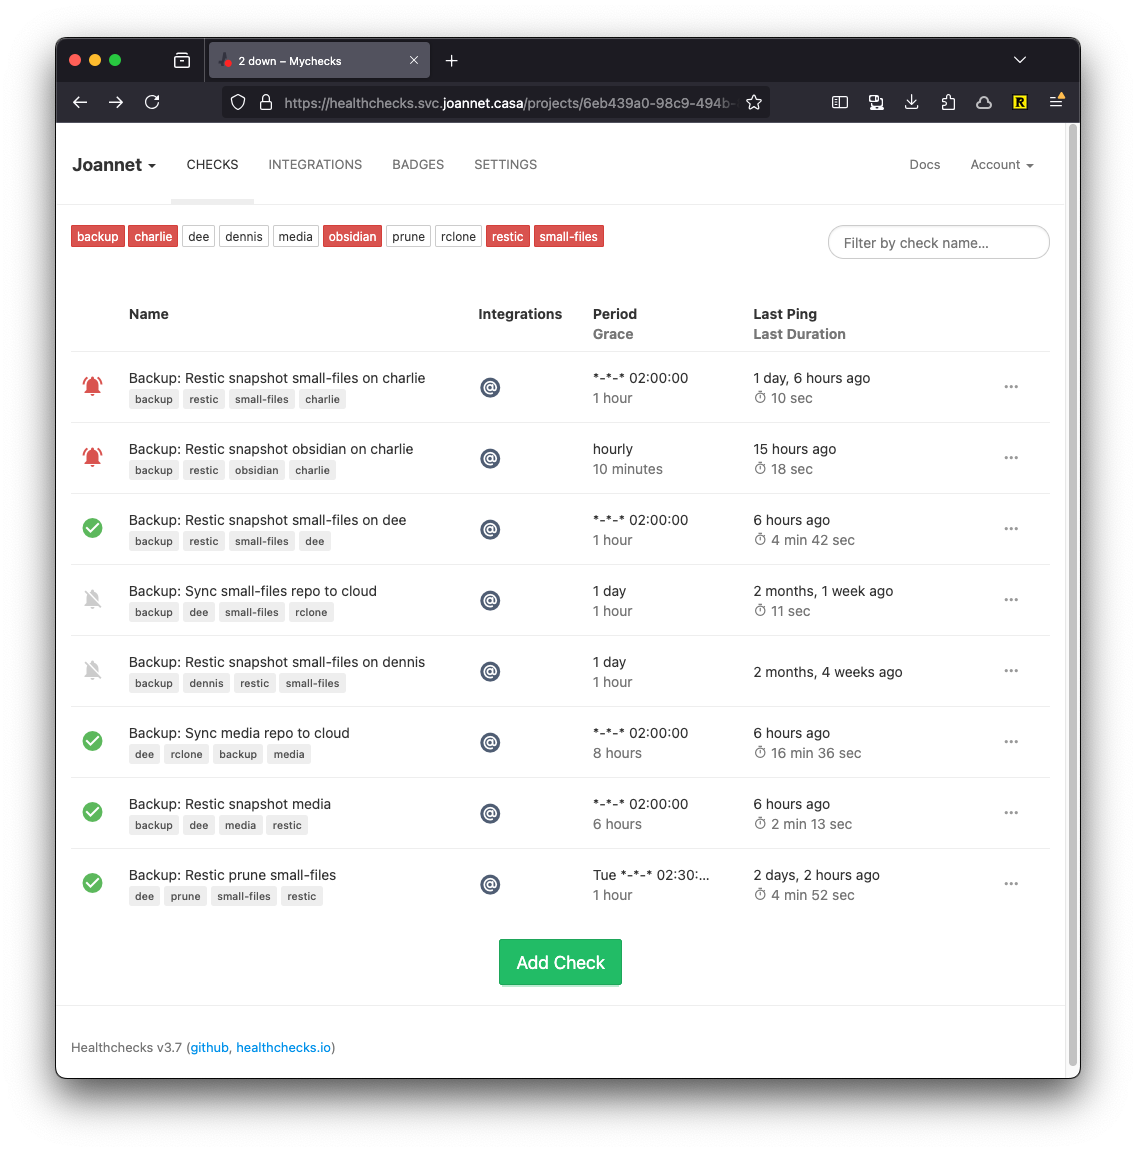 2 down – Mychecks
https://healthchecks.svc.joannet.casa/projects/6eb439a0-98c9-494b-
Joannet CHECKS INTEGRATIONS BADGES SETTINGS Docs Account
backup charlie dee dennis media obsidian prune rclone restic small-files
Filter by check name...
Name Integrations Period Last Ping
Grace Last Duration
Backup: Restic snapshot small-files on charlie @ *-*-* 02:00:00 1 day, 6 hours ago
backup restic small-files charlie 1 hour 10 sec
Backup: Restic snapshot obsidian on charlie @ hourly 15 hours ago
backup restic obsidian charlie 10 minutes 18 sec
Backup: Restic snapshot small-files on dee @ *-*-* 02:00:00 6 hours ago
backup restic small-files dee 1 hour 4 min 42 sec
Backup: Sync small-files repo to cloud @ 1 day 2 months, 1 week ago
backup dee small-files rclone 1 hour 11 sec
Backup: Restic snapshot small-files on dennis @ 1 day 2 months, 4 weeks ago
backup dennis restic small-files 1 hour
Backup: Sync media repo to cloud @ *-*-* 02:00:00 6 hours ago
dee rclone backup media 8 hours 16 min 36 sec
Backup: Restic snapshot media @ *-*-* 02:00:00 6 hours ago
backup dee media restic 6 hours 2 min 13 sec
Backup: Restic prune small-files @ Tue *-*-* 02:30:... 2 days, 2 hours ago
dee prune small-files restic 1 hour 4 min 52 sec
Add Check
Healthchecks v3.7 (github, healthchecks.io)